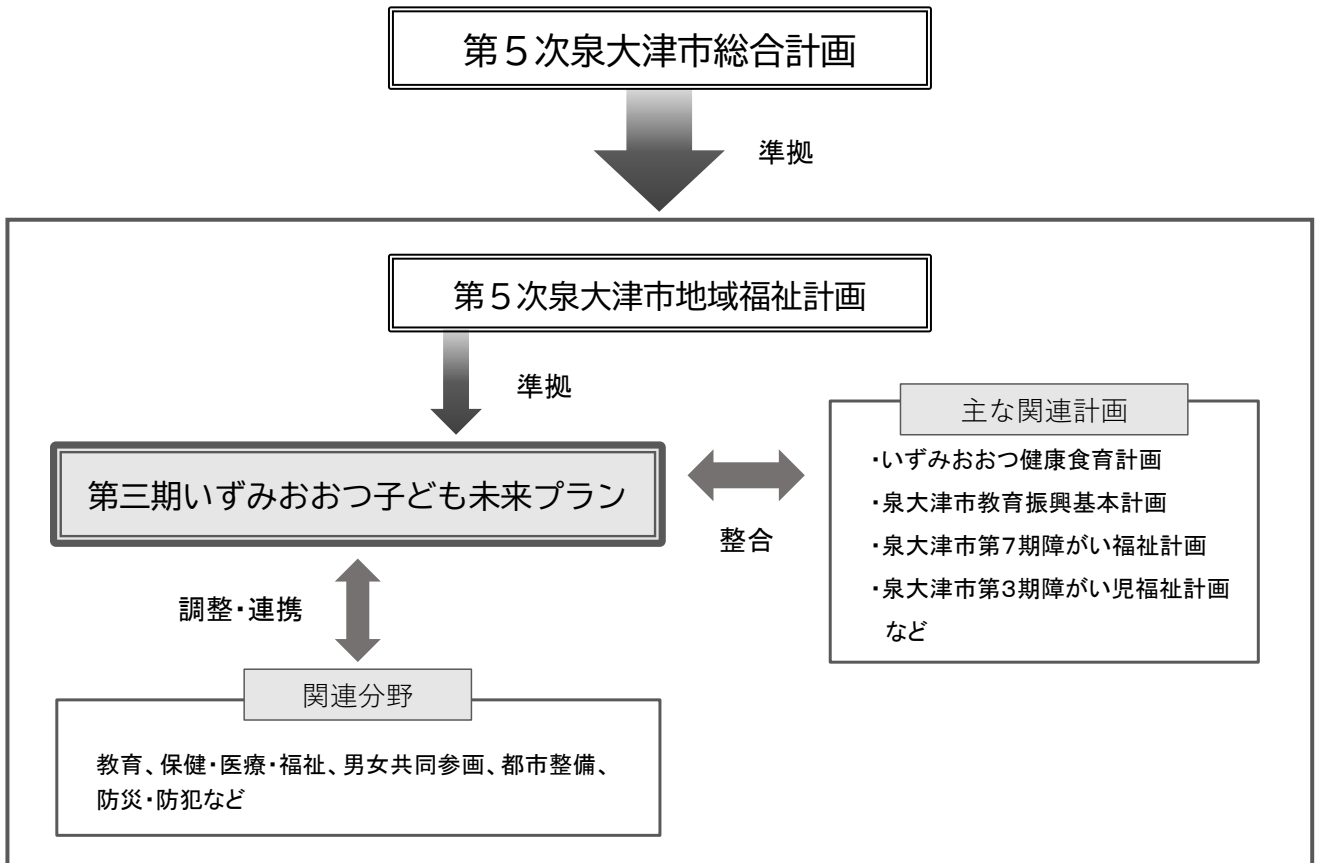 第５次泉大津市総合計画
準拠
第５次泉大津市地域福祉計画
準拠
第三期いずみおおつ子ども未来プラン
整合
主な関連計画
・いずみおおつ健康食育計画
・泉大津市教育振興基本計画
・泉大津市第７期障がい福祉計画
・泉大津市第３期障がい児福祉計画
など
調整・連携
関連分野
教育、保健・医療・福祉、男女共同参画、都市整備、
防災・防犯など